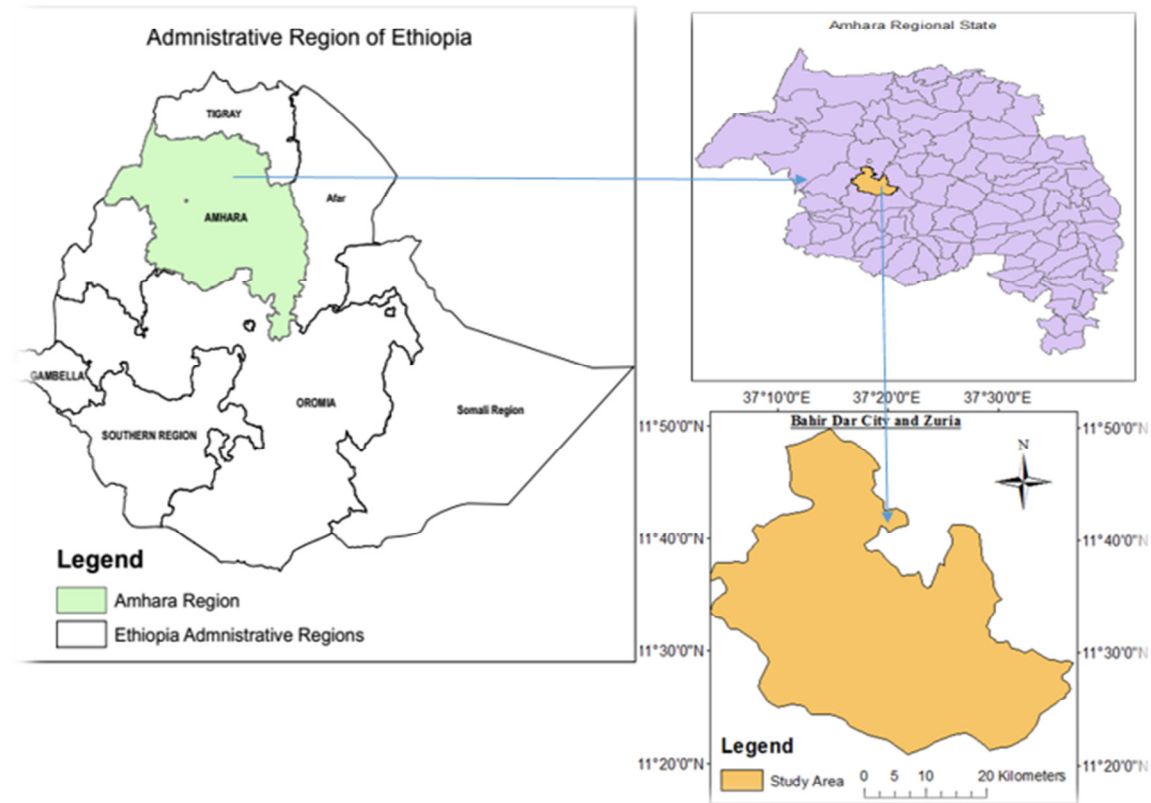 Admnistrative Region of Ethiopia
TIGRAY
Afar
AMHARA
GAMBELLA
OROMIA
Somali Region
SOUTHERN REGION
Legend
Amhara Region
Ethiopia Admnistrative Regions
Amhara Regional State
37°10'0"E 37°20'0"E 37°30'0"E
Bahir Dar City and Zuria
11°50'0"N 11°50'0"N
N
11°40'0"N 11°40'0"N
11°30'0"N 11°30'0"N
11°20'0"N 11°20'0"N
Legend
Study Area
0 5 10 20 Kilometers